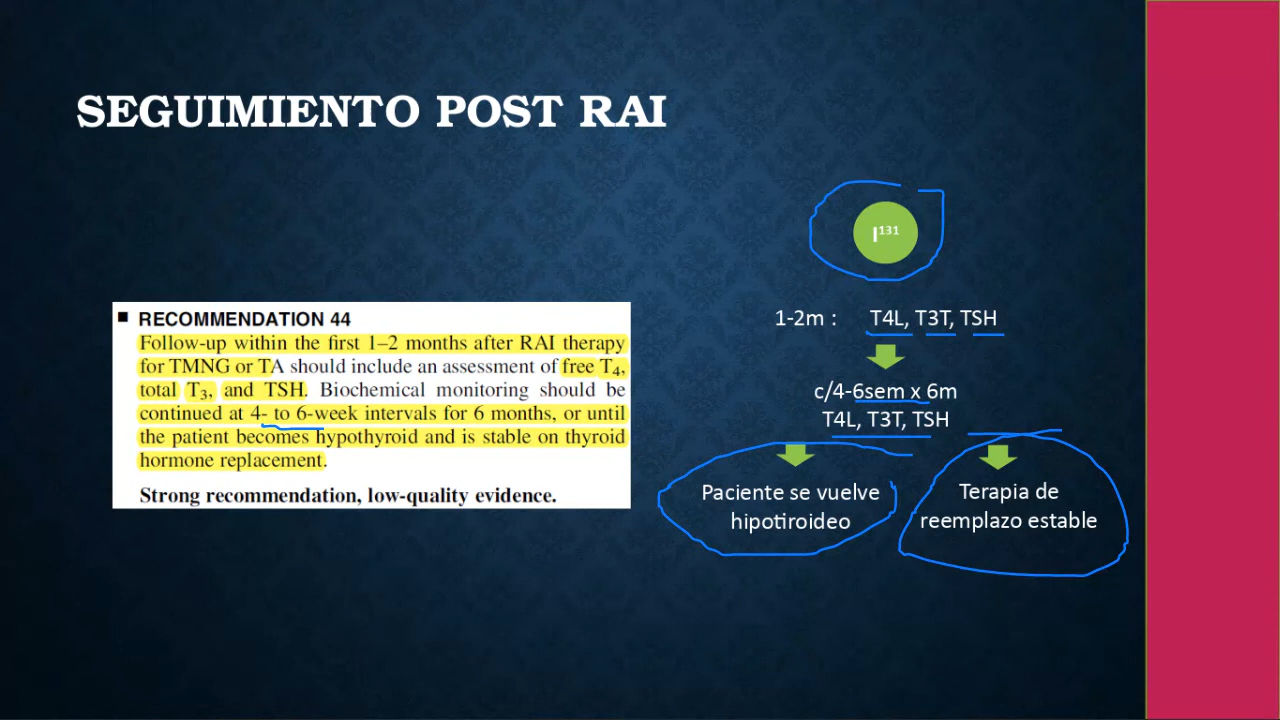 SEGUIMIENTO POST RAI
I¹³¹
■ RECOMMENDATION 44
Follow-up within the first 1–2 months after RAI therapy
for TMNG or TA should include an assessment of free T₄,
total T₃, and TSH. Biochemical monitoring should be
continued at 4- to 6-week intervals for 6 months, or until
the patient becomes hypothyroid and is stable on thyroid
hormone replacement.
Strong recommendation, low-quality evidence.
1-2m : T4L, T3T, TSH
c/4-6sem x 6m
T4L, T3T, TSH
Paciente se vuelve
hipotiroideo
Terapia de
reemplazo estable